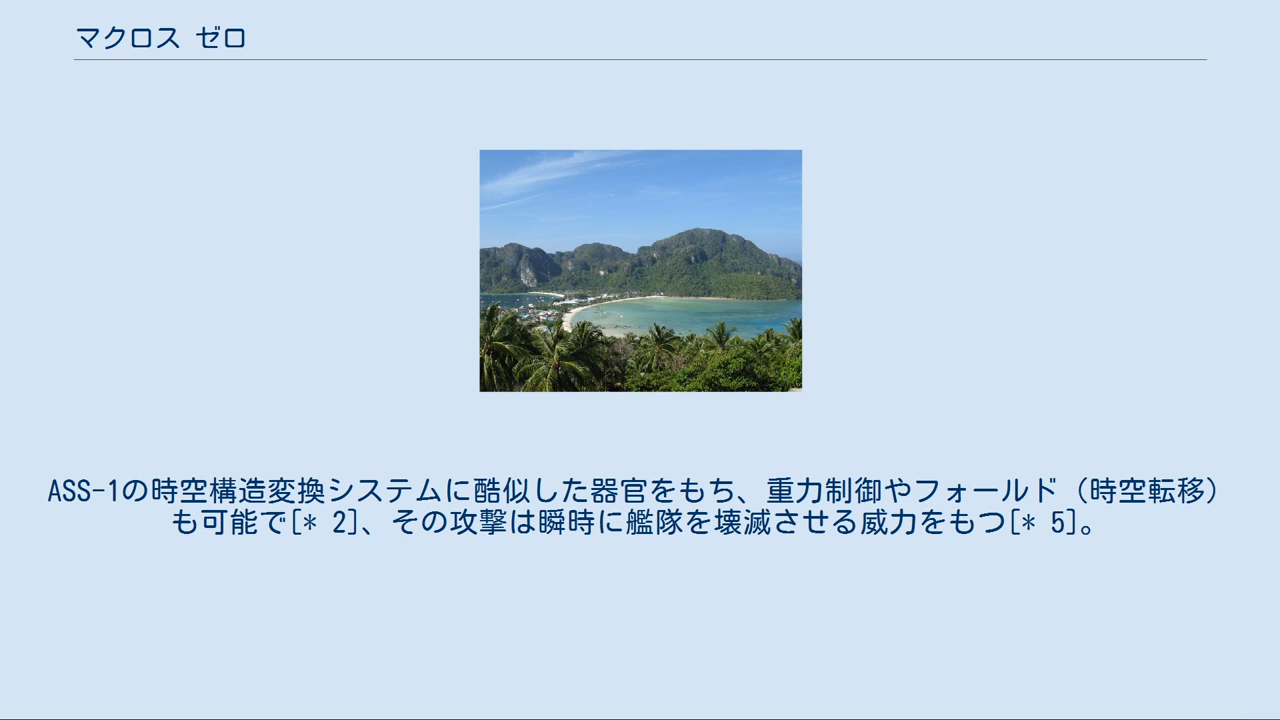 マクロス ゼロ
ASS-1の時空構造変換システムに酷似した器官をもち、重力制御やフォールド（時空転移）
も可能で[* 2]、その攻撃は瞬時に艦隊を壊滅させる威力をもつ[* 5]。